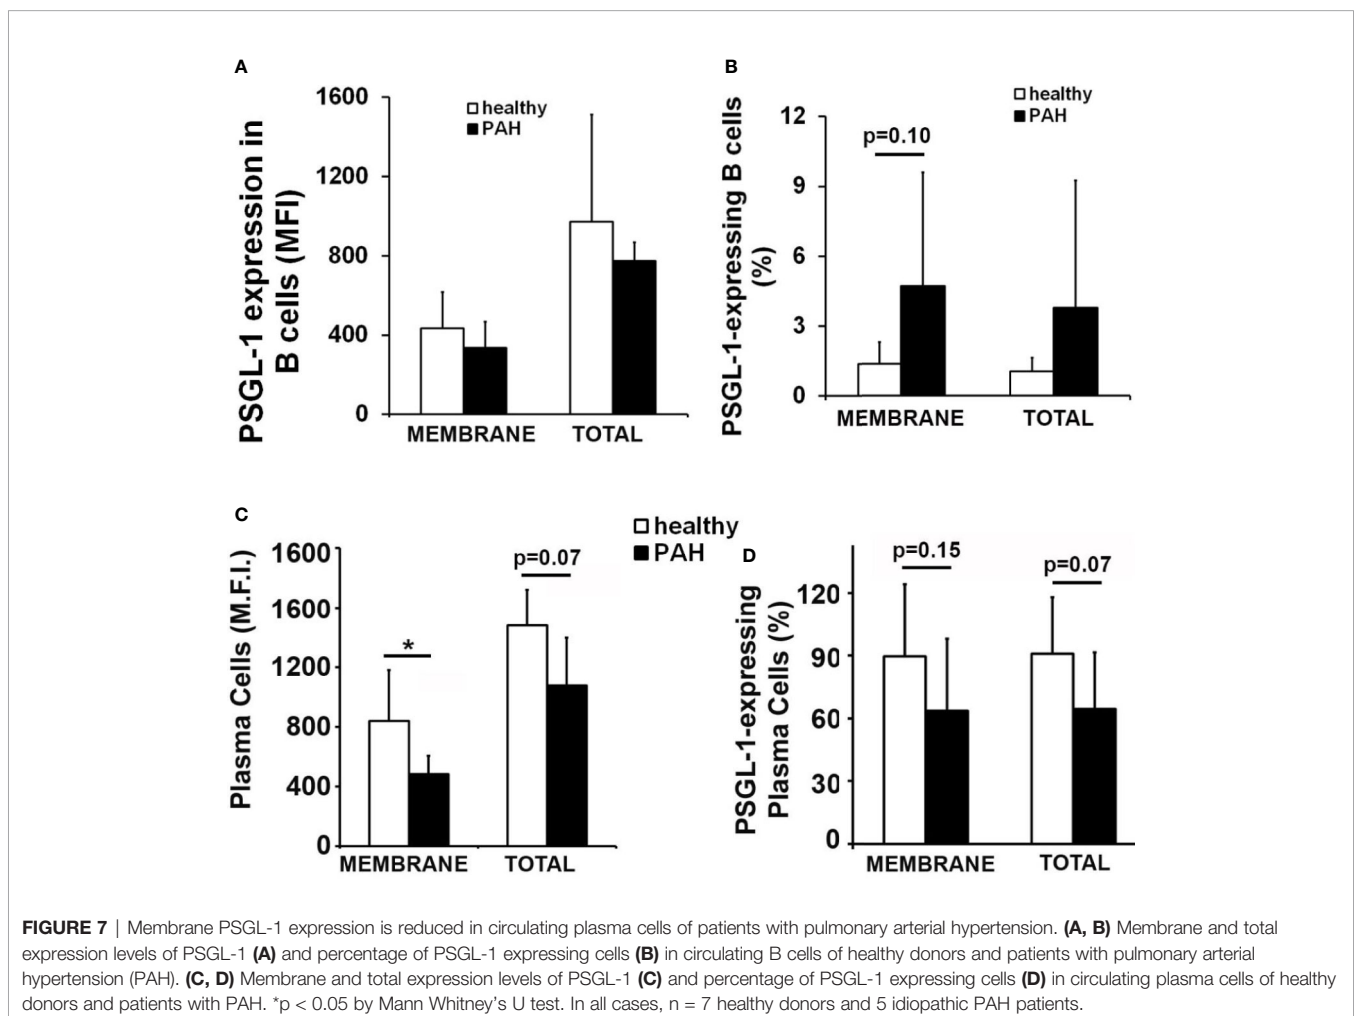 A
PSGL-1 expression in
B cells (MFI)
1600
1200
800
400
0
healthy
PAH
MEMBRANE TOTAL
B
PSGL-1-expressing B cells
(%)
12
9
6
3
0
p=0.10
healthy
PAH
MEMBRANE TOTAL
C
Plasma Cells (M.F.I.)
1600
1600
1200
800
400
0
*
p=0.07
healthy
PAH
MEMBRANE TOTAL
D
PSGL-1-expressing
Plasma Cells (%)
120
90
60
30
0
p=0.15
p=0.07
MEMBRANE TOTAL
FIGURE 7 | Membrane PSGL-1 expression is reduced in circulating plasma cells of patients with pulmonary arterial hypertension. (A, B) Membrane and total
expression levels of PSGL-1 (A) and percentage of PSGL-1 expressing cells (B) in circulating B cells of healthy donors and patients with pulmonary arterial
hypertension (PAH). (C, D) Membrane and total expression levels of PSGL-1 (C) and percentage of PSGL-1 expressing cells (D) in circulating plasma cells of healthy
donors and patients with PAH. *p < 0.05 by Mann Whitney's U test. In all cases, n = 7 healthy donors and 5 idiopathic PAH patients.